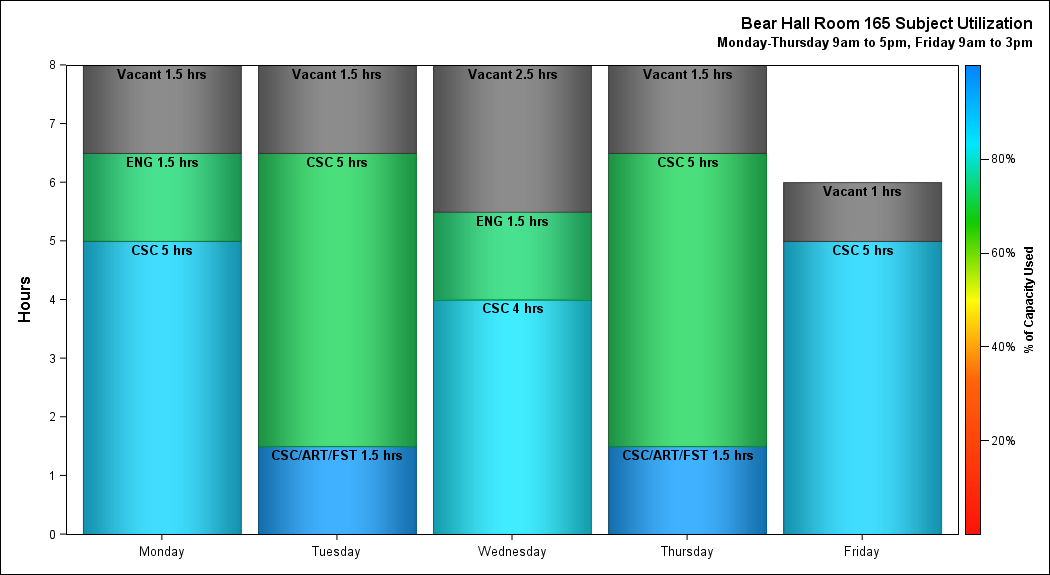 Bear Hall Room 165 Subject Utilization
Monday-Thursday 9am to 5pm, Friday 9am to 3pm
Hours
8
7
6
5
4
3
2
1
0
Vacant 1.5 hrs
ENG 1.5 hrs
CSC 5 hrs
Vacant 1.5 hrs
CSC 5 hrs
CSC/ART/FST 1.5 hrs
Vacant 2.5 hrs
ENG 1.5 hrs
CSC 4 hrs
Vacant 1.5 hrs
CSC 5 hrs
CSC/ART/FST 1.5 hrs
Vacant 1 hrs
CSC 5 hrs
Monday
Tuesday
Wednesday
Thursday
Friday
80%
60%
40%
20%
% of Capacity Used